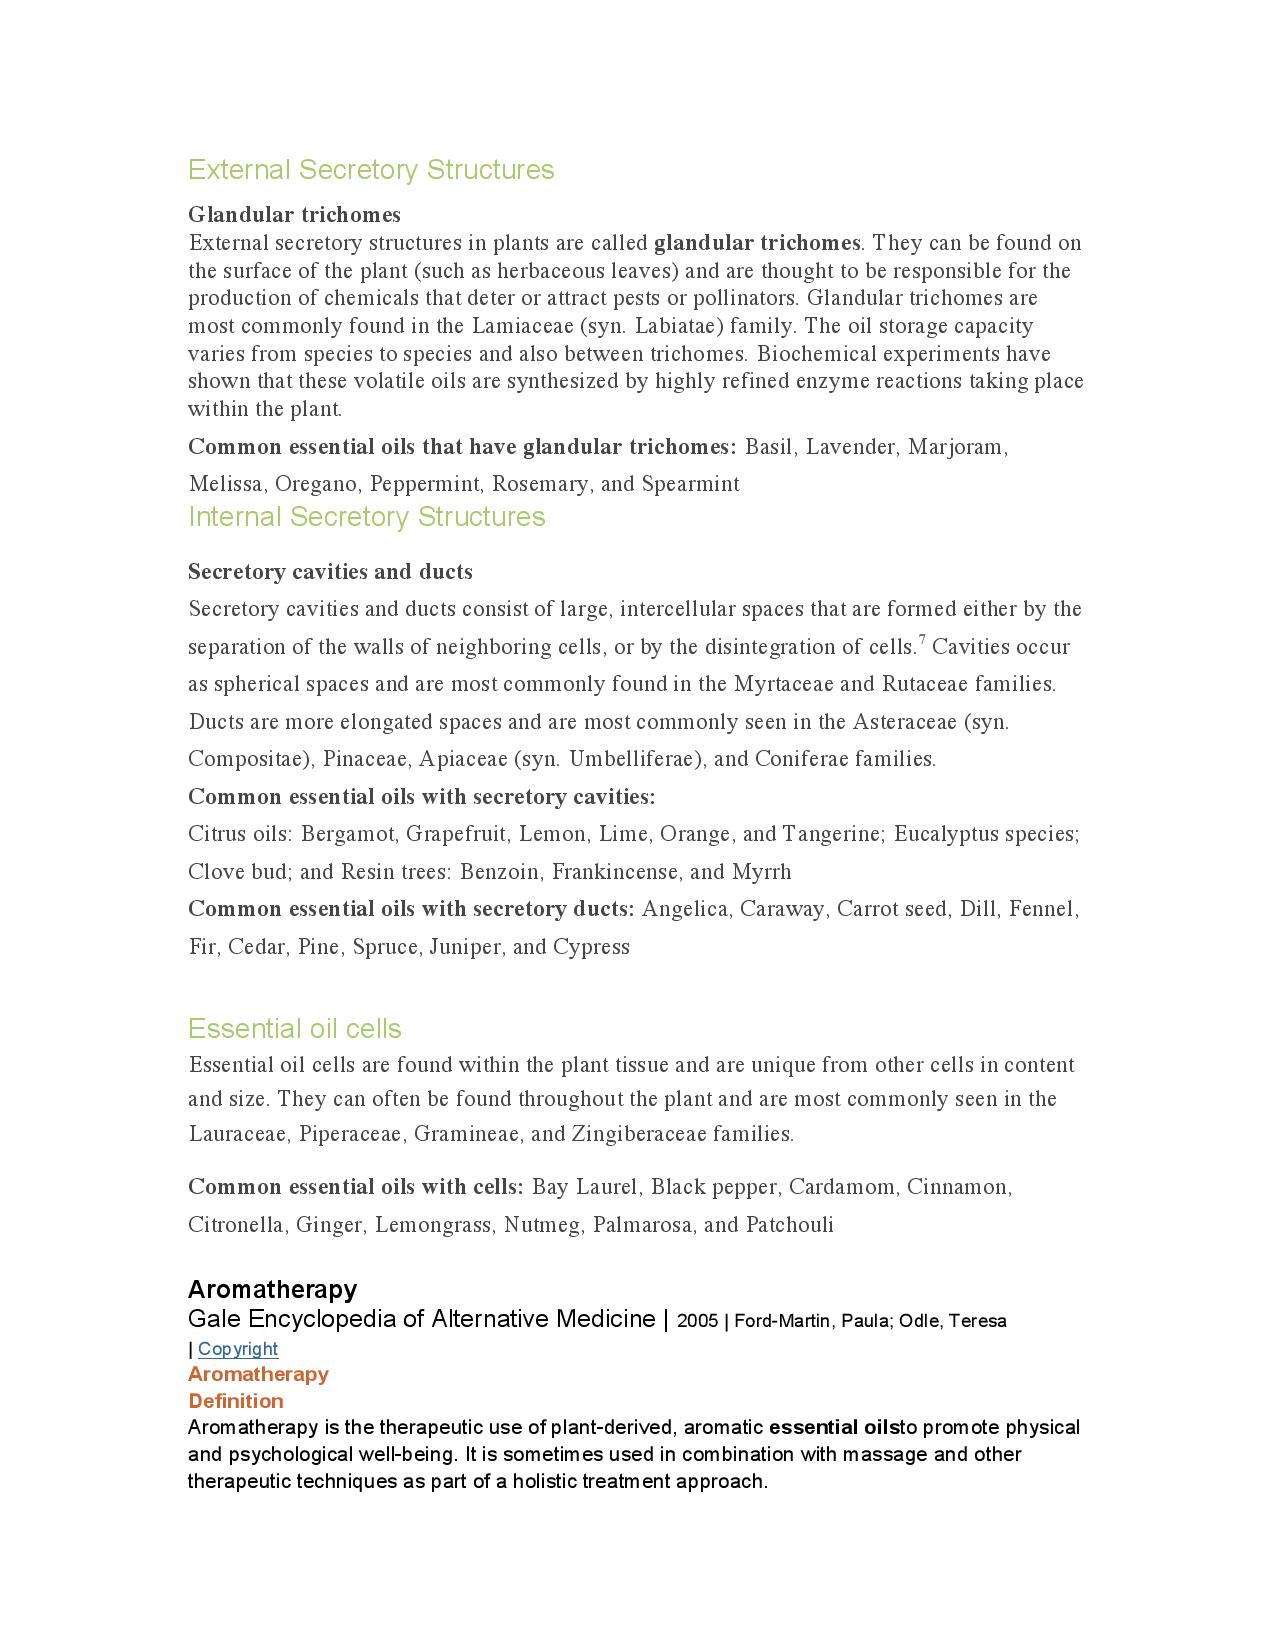 External Secretory Structures
Glandular trichomes
External secretory structures in plants are called glandular trichomes. They can be found on
the surface of the plant (such as herbaceous leaves) and are thought to be responsible for the
production of chemicals that deter or attract pests or pollinators. Glandular trichomes are
most commonly found in the Lamiaceae (syn. Labiatae) family. The oil storage capacity
varies from species to species and also between trichomes. Biochemical experiments have
shown that these volatile oils are synthesized by highly refined enzyme reactions taking place
within the plant.
Common essential oils that have glandular trichomes: Basil, Lavender, Marjoram,
Melissa, Oregano, Peppermint, Rosemary, and Spearmint
Internal Secretory Structures
Secretory cavities and ducts
Secretory cavities and ducts consist of large, intercellular spaces that are formed either by the
separation of the walls of neighboring cells, or by the disintegration of cells.7 Cavities occur
as spherical spaces and are most commonly found in the Myrtaceae and Rutaceae families.
Ducts are more elongated spaces and are most commonly seen in the Asteraceae (syn.
Compositae), Pinaceae, Apiaceae (syn. Umbelliferae), and Coniferae families.
Common essential oils with secretory cavities:
Citrus oils: Bergamot, Grapefruit, Lemon, Lime, Orange, and Tangerine; Eucalyptus species;
Clove bud; and Resin trees: Benzoin, Frankincense, and Myrrh
Common essential oils with secretory ducts: Angelica, Caraway, Carrot seed, Dill, Fennel,
Fir, Cedar, Pine, Spruce, Juniper, and Cypress
Essential oil cells
Essential oil cells are found within the plant tissue and are unique from other cells in content
and size. They can often be found throughout the plant and are most commonly seen in the
Lauraceae, Piperaceae, Gramineae, and Zingiberaceae families.
Common essential oils with cells: Bay Laurel, Black pepper, Cardamom, Cinnamon,
Citronella, Ginger, Lemongrass, Nutmeg, Palmarosa, and Patchouli
Aromatherapy
Gale Encyclopedia of Alternative Medicine | 2005 | Ford-Martin, Paula; Odle, Teresa
| Copyright
Aromatherapy
Definition
Aromatherapy is the therapeutic use of plant-derived, aromatic essential oilsto promote physical
and psychological well-being. It is sometimes used in combination with massage and other
therapeutic techniques as part of a holistic treatment approach.